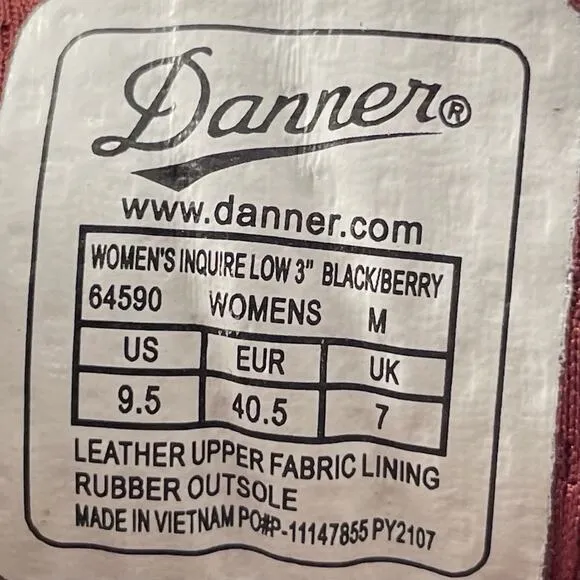 Danner®
www.danner.com
WOMEN'S INQUIRE LOW 3" BLACK/BERRY
64590 WOMENS M
US EUR UK
9.5 40.5 7
LEATHER UPPER FABRIC LINING
RUBBER OUTSOLE
MADE IN VIETNAM PO#P-11147855 PY2107